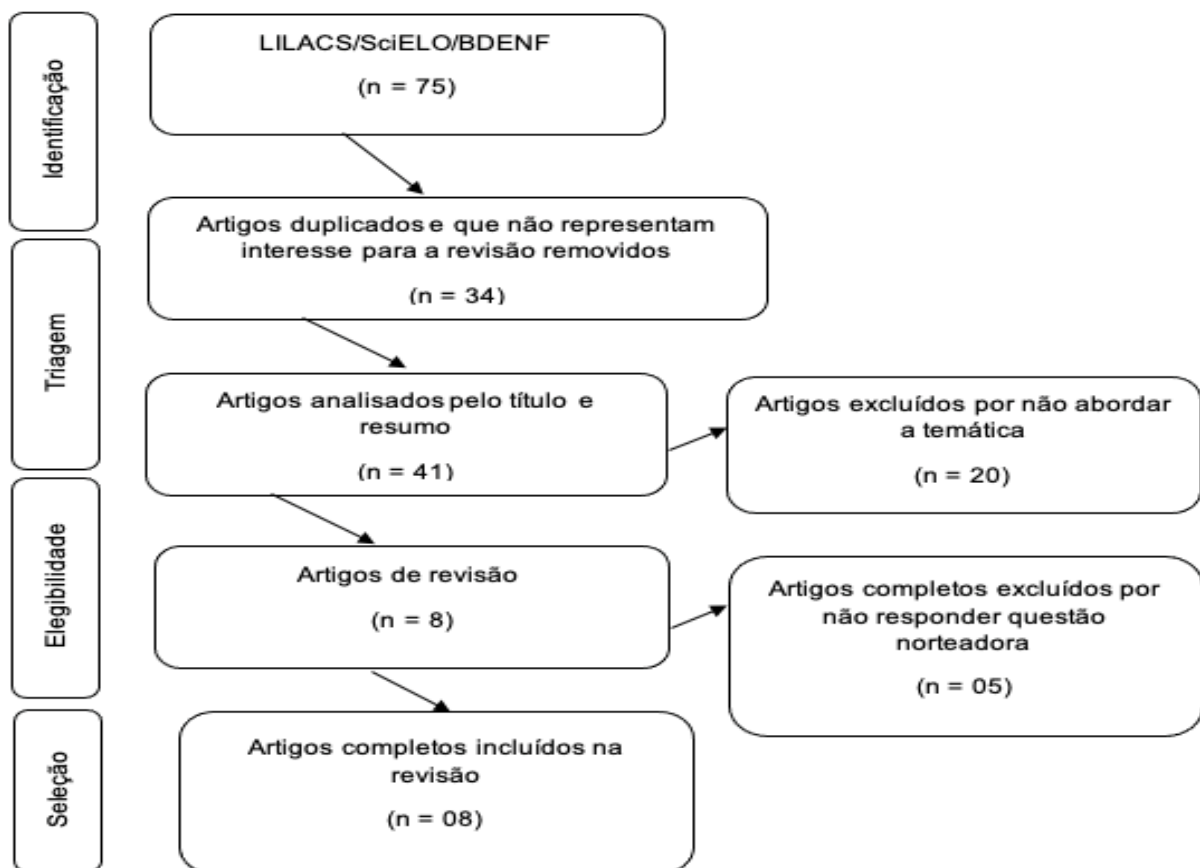 Identificação
LILACS/SciELO/BDENF
(n = 75)
Artigos duplicados e que não representam
interesse para a revisão removidos
(n = 34)
Triagem
Artigos analisados pelo título e
resumo
(n = 41)
Artigos excluídos por não abordar
a temática
(n = 20)
Elegibilidade
Artigos de revisão
(n = 8)
Artigos completos excluídos por
não responder questão
norteadora
(n = 05)
Seleção
Artigos completos incluídos na
revisão
(n = 08)